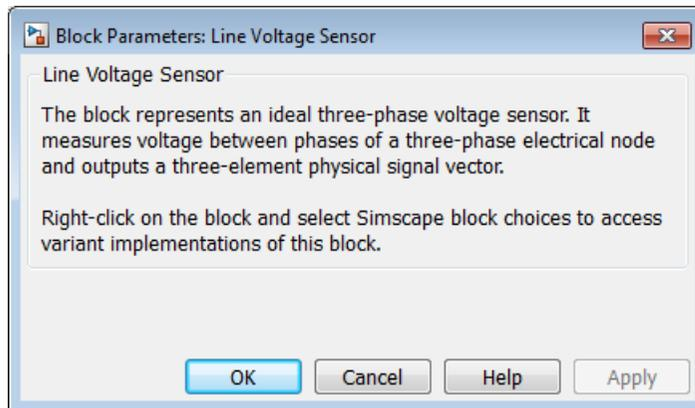 Block Parameters: Line Voltage Sensor
Line Voltage Sensor
The block represents an ideal three-phase voltage sensor. It
measures voltage between phases of a three-phase electrical node
and outputs a three-element physical signal vector.
Right-click on the block and select Simscape block choices to access
variant implementations of this block.
OK Cancel Help Apply